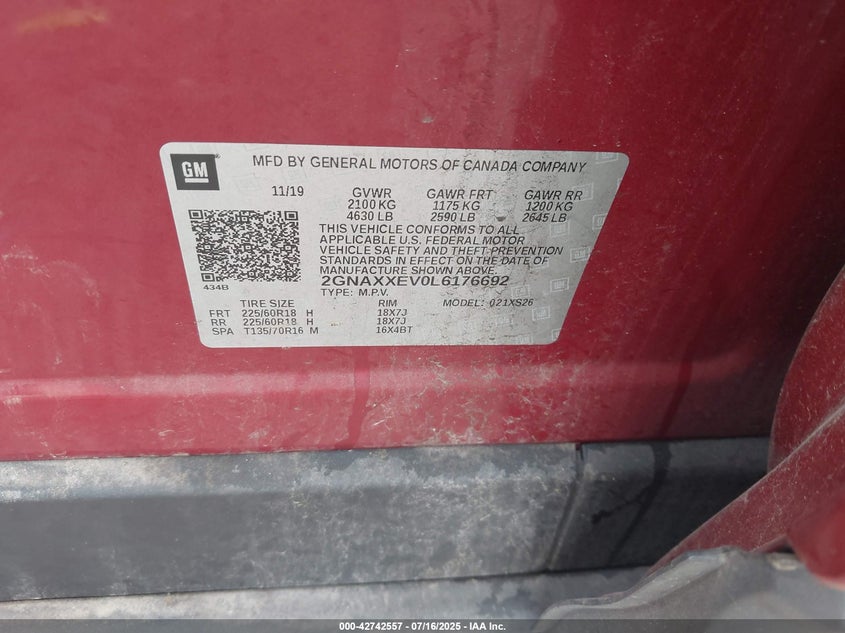 GM
MFD BY GENERAL MOTORS OF CANADA COMPANY
11/19 GVWR GAWR FRT GAWR RR
2100 KG 1175 KG 1200 KG
4630 LB 2590 LB 2645 LB
THIS VEHICLE CONFORMS TO ALL
APPLICABLE U.S. FEDERAL MOTOR
VEHICLE SAFETY AND THEFT PREVENTION
STANDARDS IN EFFECT ON THE DATE OF
MANUFACTURE SHOWN ABOVE.
434B
2GNAXXEV0L6176692
TYPE: M.P.V.
TIRE SIZE RIM MODEL: 021XS26
FRT 225/60R18 H 18X7J
RR 225/60R18 H 18X7J
SPA T135/70R16 M 16X4BT
000-42742557 - 07/16/2025 - IAA Inc.